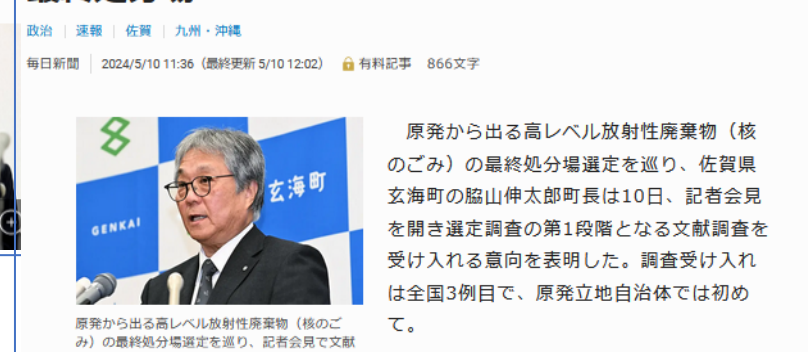 政治 | 速報 | 佐賀 | 九州・沖縄
毎日新聞 | 2024/5/10 11:36（最終更新 5/10 12:02） 有料記事 866文字
GENKAI
玄海町
原発から出る高レベル放射性廃棄物（核のご
み）の最終処分場選定を巡り、記者会見で文献
原発から出る高レベル放射性廃棄物（核
のごみ）の最終処分場選定を巡り、佐賀県
玄海町の脇山伸太郎町長は10日、記者会見
を開き選定調査の第1段階となる文献調査を
受け入れる意向を表明した。調査受け入れ
は全国3例目で、原発立地自治体では初め
て。